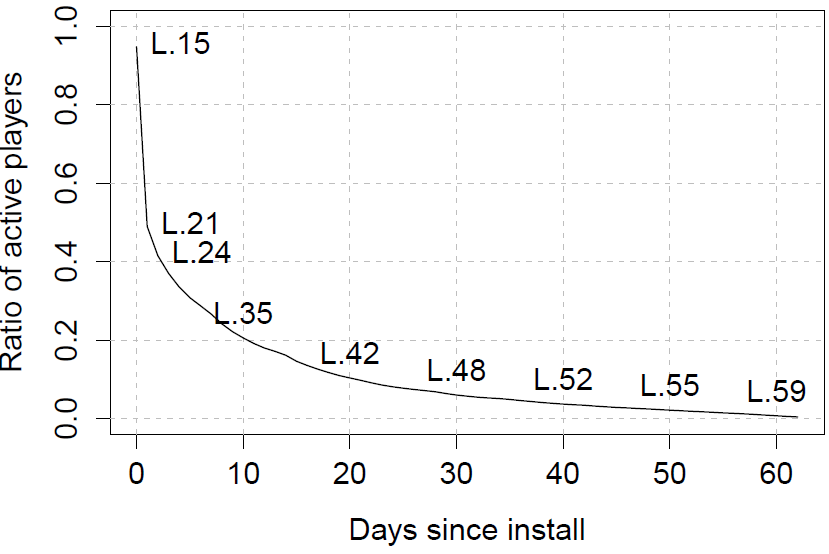 1.0
0.8
0.6
0.4
0.2
0.0
Ratio of active players
L.15
L.21
L.24
L.35
L.42
L.48
L.52
L.55
L.59
0 10 20 30 40 50 60
Days since install